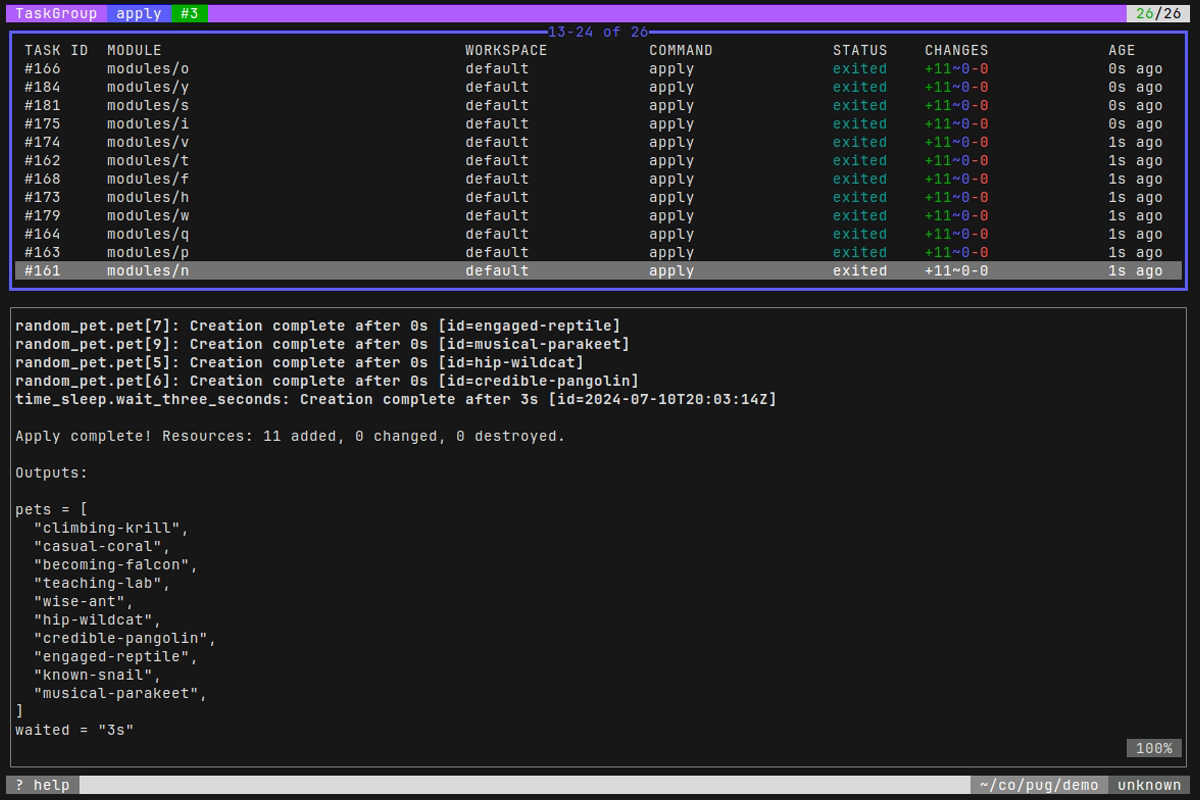 TaskGroup apply #3 26/26
13-24 of 26
TASK ID MODULE WORKSPACE COMMAND STATUS CHANGES AGE
#166 modules/o default apply exited +11~0-0 0s ago
#184 modules/y default apply exited +11~0-0 0s ago
#181 modules/s default apply exited +11~0-0 0s ago
#175 modules/i default apply exited +11~0-0 0s ago
#174 modules/v default apply exited +11~0-0 1s ago
#162 modules/t default apply exited +11~0-0 1s ago
#168 modules/f default apply exited +11~0-0 1s ago
#173 modules/h default apply exited +11~0-0 1s ago
#179 modules/w default apply exited +11~0-0 1s ago
#164 modules/q default apply exited +11~0-0 1s ago
#163 modules/p default apply exited +11~0-0 1s ago
#161 modules/n default apply exited +11~0-0 1s ago
random_pet.pet[7]: Creation complete after 0s [id=engaged-reptile]
random_pet.pet[9]: Creation complete after 0s [id=musical-parakeet]
random_pet.pet[5]: Creation complete after 0s [id=hip-wildcat]
random_pet.pet[6]: Creation complete after 0s [id=credible-pangolin]
time_sleep.wait_three_seconds: Creation complete after 3s [id=2024-07-10T20:03:14Z]
Apply complete! Resources: 11 added, 0 changed, 0 destroyed.
Outputs:
pets = [
  "climbing-krill",
  "casual-coral",
  "becoming-falcon",
  "teaching-lab",
  "wise-ant",
  "hip-wildcat",
  "credible-pangolin",
  "engaged-reptile",
  "known-snail",
  "musical-parakeet",
]
waited = "3s"
100%
? help ~/co/pug/demo unknown